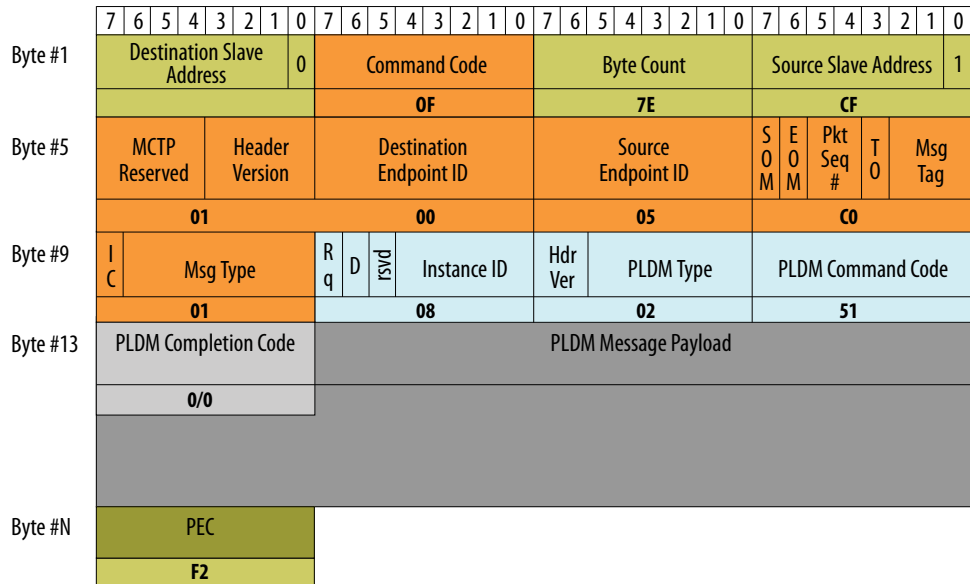 7 6 5 4 3 2 1 0 7 6 5 4 3 2 1 0 7 6 5 4 3 2 1 0 7 6 5 4 3 2 1 0
Byte #1
Destination Slave
Address
0
Command Code
Byte Count
Source Slave Address
1
0F
7E
CF
Byte #5
MCTP
Reserved
Header
Version
Destination
Endpoint ID
Source
Endpoint ID
S
O
M
E
O
M
Pkt
Seq
#
T
O
Msg
Tag
01
00
05
C0
Byte #9
I
C
Msg Type
R
q
D
rsvd
Instance ID
Hdr
Ver
PLDM Type
PLDM Command Code
01
08
02
51
Byte #13
PLDM Completion Code
PLDM Message Payload
0/0
Byte #N
PEC
F2